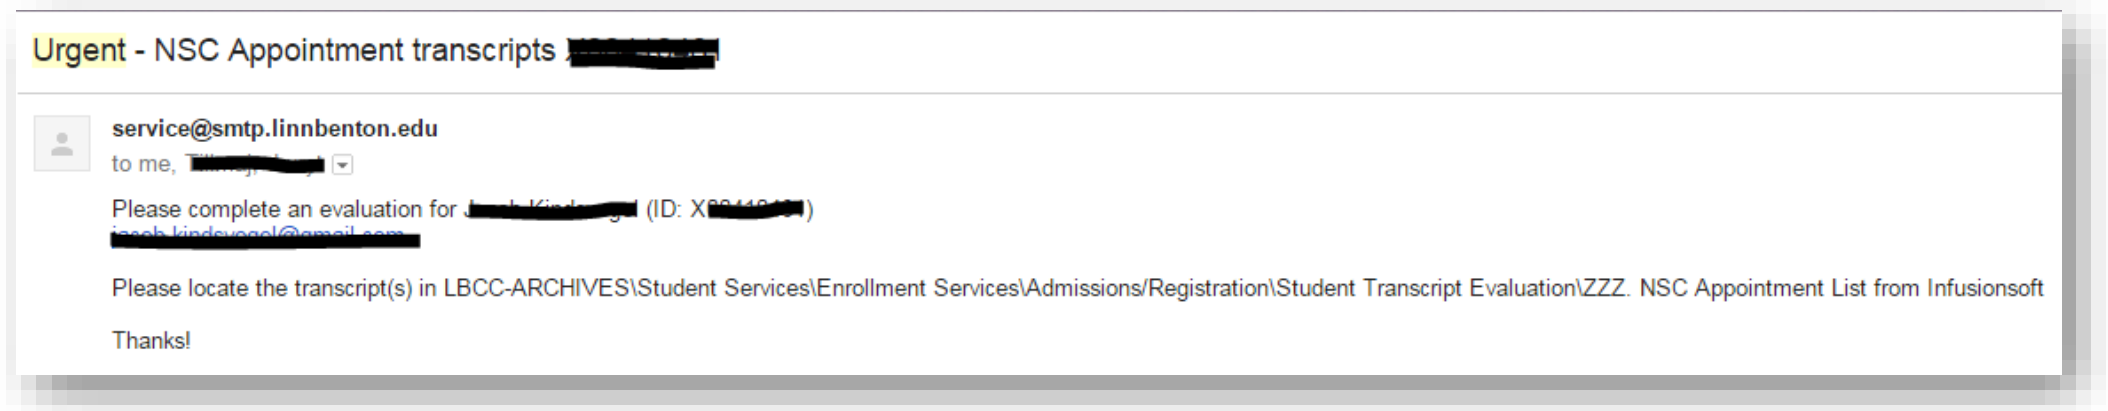 Urgent - NSC Appointment transcripts
service@smtp.linnbenton.edu
to me,
Please complete an evaluation for (ID: X )
Please locate the transcript(s) in LBCC-ARCHIVES\Student Services\Enrollment Services\Admissions/Registration\Student Transcript Evaluation\ZZZ. NSC Appointment List from Infusionsoft
Thanks!